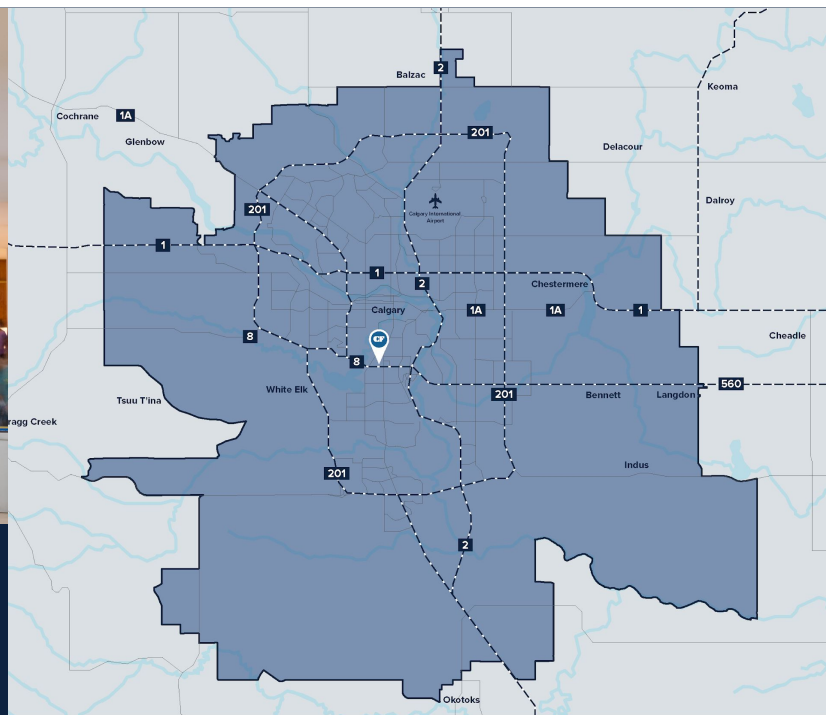 2
Balzac
Keoma
Cochrane
1A
Glenbow
201
Delacour
201
Dalroy
Calgary International
Airport
1
1
2
Chestermere
Calgary
1A
1A
1
8
8
Cheadle
White Elk
560
Tsuu T'ina
201
Bennett
Langdon
ragg Creek
201
Indus
2
Okotoks